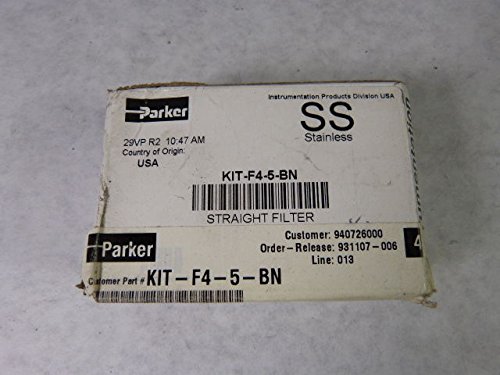 Parker
Instrumentation Products Division USA
SS
Stainless
29VP R2 10:47 AM
Country of Origin:
USA
KIT-F4-5-BN
STRAIGHT FILTER
Customer: 940726000
Order-Release: 931107-006
Line: 013
4
Parker
Customer Part # KIT-F4-5-BN